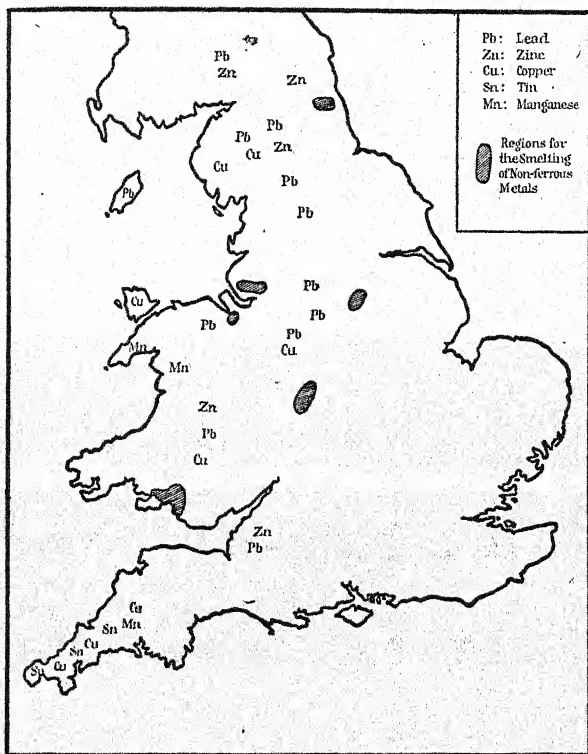 Pb: Lead
Zn: Zinc
Cu: Copper
Sn: Tin
Mn: Manganese
Regions for
the Smelting
of Non-ferrous
Metals
Pb
Zn
Zn
Pb
Pb
Cu
Zn
Cu
Pb
Pb
Pb
Pb
Cu
Pb
Pb
Pb
Cu
Mn
Mn
Zn
Pb
Cu
Zn
Pb
Cu
Sn
Mn
Cu
Sn
Cu
Sn